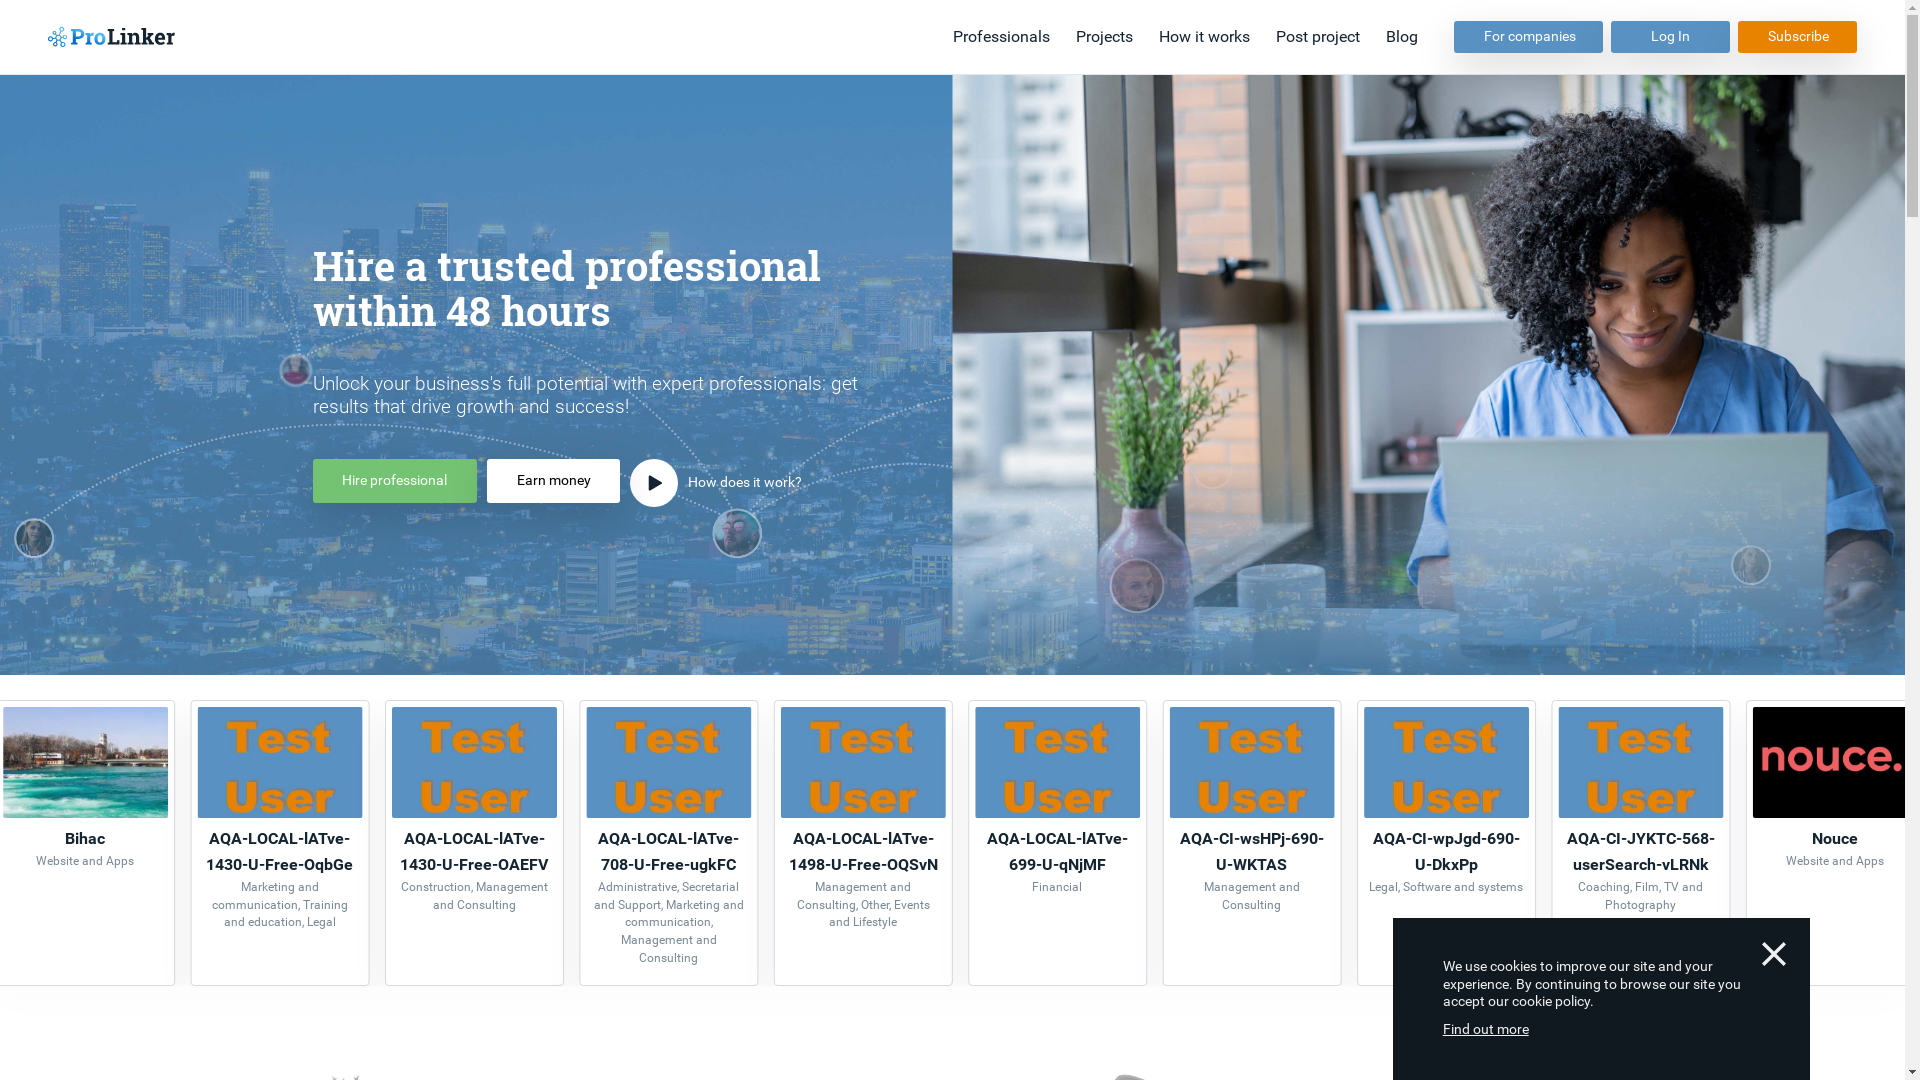 ProLinker
Professionals
Projects
How it works
Post project
Blog
For companies
Log In
Subscribe
Hire a trusted professional
within 48 hours
Unlock your business's full potential with expert professionals: get
results that drive growth and success!
Hire professional
Earn money
How does it work?
Bihac
Website and Apps
Test
User
AQA-LOCAL-lATve-
1430-U-Free-OqbGe
Marketing and
communication, Training
and education, Legal
Test
User
AQA-LOCAL-lATve-
1430-U-Free-OAEFV
Construction, Management
and Consulting
Test
User
AQA-LOCAL-lATve-
708-U-Free-ugkFC
Administrative, Secretarial
and Support, Marketing and
communication,
Management and
Consulting
Test
User
AQA-LOCAL-lATve-
1498-U-Free-OQSvN
Management and
Consulting, Other, Events
and Lifestyle
Test
User
AQA-LOCAL-lATve-
699-U-qNjMF
Financial
Test
User
AQA-CI-wsHPj-690-
U-WKTAS
Management and
Consulting
Test
User
AQA-CI-wpJgd-690-
U-DkxPp
Legal, Software and systems
Test
User
AQA-CI-JYKTC-568-
userSearch-vLRNk
Coaching, Film, TV and
Photography
nouce.
Nouce
Website and Apps
We use cookies to improve our site and your
experience. By continuing to browse our site you
accept our cookie policy.
Find out more